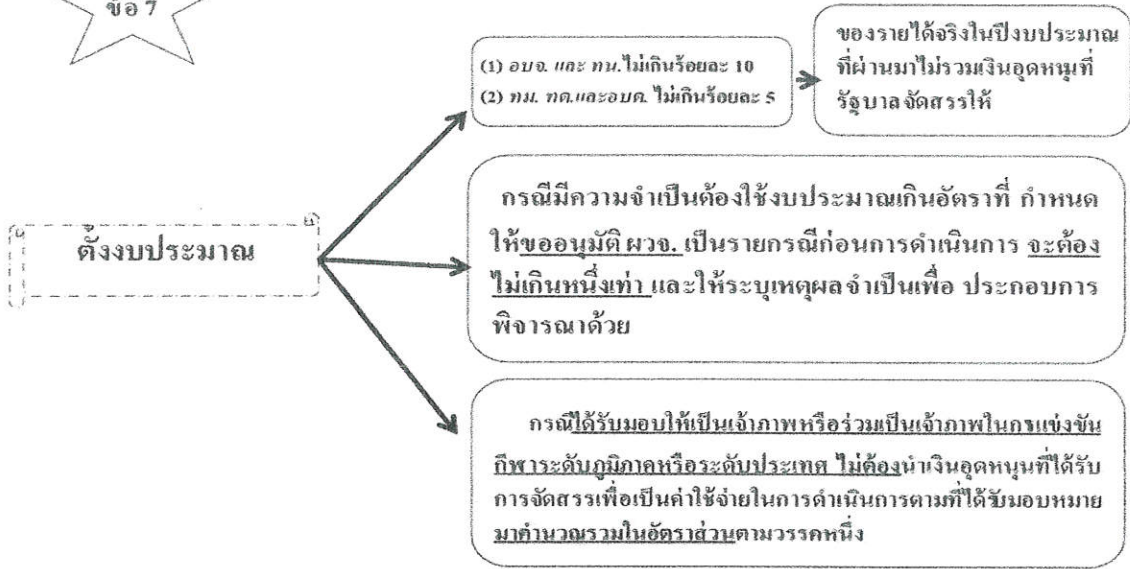 ข้อ 7
(1) อบจ. และ ทน.ไม่เกินร้อยละ 10
(2) ทม. ทต.และอบต. ไม่เกินร้อยละ 5
ของรายได้จริงในปีงบประมาณ
ที่ผ่านมาไม่รวมเงินอุดหนุนที่
รัฐบาลจัดสรรให้
ตั้งงบประมาณ
กรณีมีความจำเป็นต้องใช้งบประมาณเกินอัตราที่ กำหนด
ให้ขออนุมัติ ผวจ. เป็นรายกรณีก่อนการดำเนินการ จะต้อง
ไม่เกินหนึ่งเท่า และให้ระบุเหตุผลจำเป็นเพื่อ ประกอบการ
พิจารณาด้วย
กรณีได้รับมอบให้เป็นเจ้าภาพหรือร่วมเป็นเจ้าภาพในการแข่งขัน
กีฬาระดับภูมิภาคหรือระดับประเทศ ไม่ต้องนำเงินอุดหนุนที่ได้รับ
การจัดสรรเพื่อเป็นค่าใช้จ่ายในการดำเนินการตามที่ได้รับมอบหมาย
มาคำนวณรวมในอัตราส่วนตามวรรคหนึ่ง